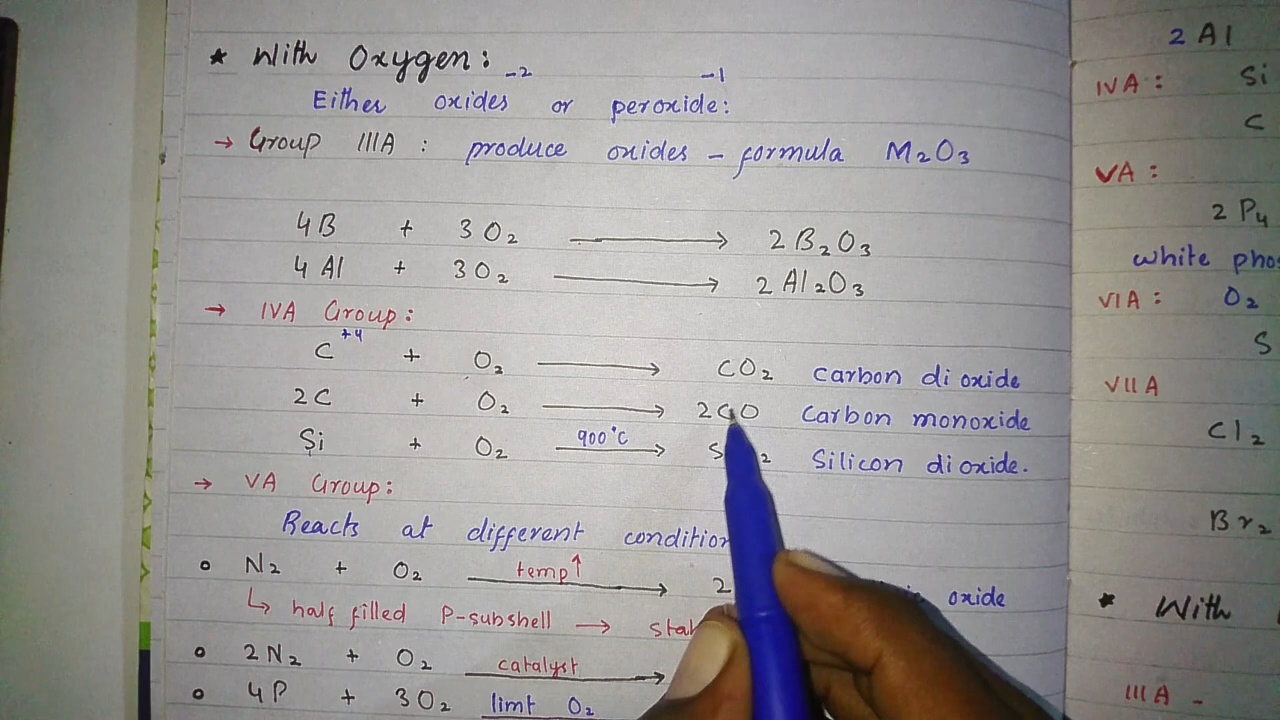 ★ With Oxygen:
-2 -1
Either oxides or peroxide:
→ Group IIIA : produce oxides - formula M₂O₃
4B + 3O₂ ⟶ 2B₂O₃
4Al + 3O₂ ⟶ 2Al₂O₃
→ IVA Group:
C⁺⁴ + O₂ ⟶ CO₂ Carbon di oxide
2C + O₂ ⟶ 2CO Carbon monoxide
Si + O₂ 900°C ⟶ S 2 Silicon dioxide.
→ VA Group:
Reacts at different condition
o N₂ + O₂ temp↑ ⟶ 2 oxide
↳ half filled P-subshell ⟶ stab
o 2N₂ + O₂ catalyst ⟶
o 4P + 3O₂ limt O₂
2Al
IVA : Si
C
VA :
2P₄
white pho
VIA : O₂
S
VIIA
Cl₂
Br₂
★ With
IIIA -